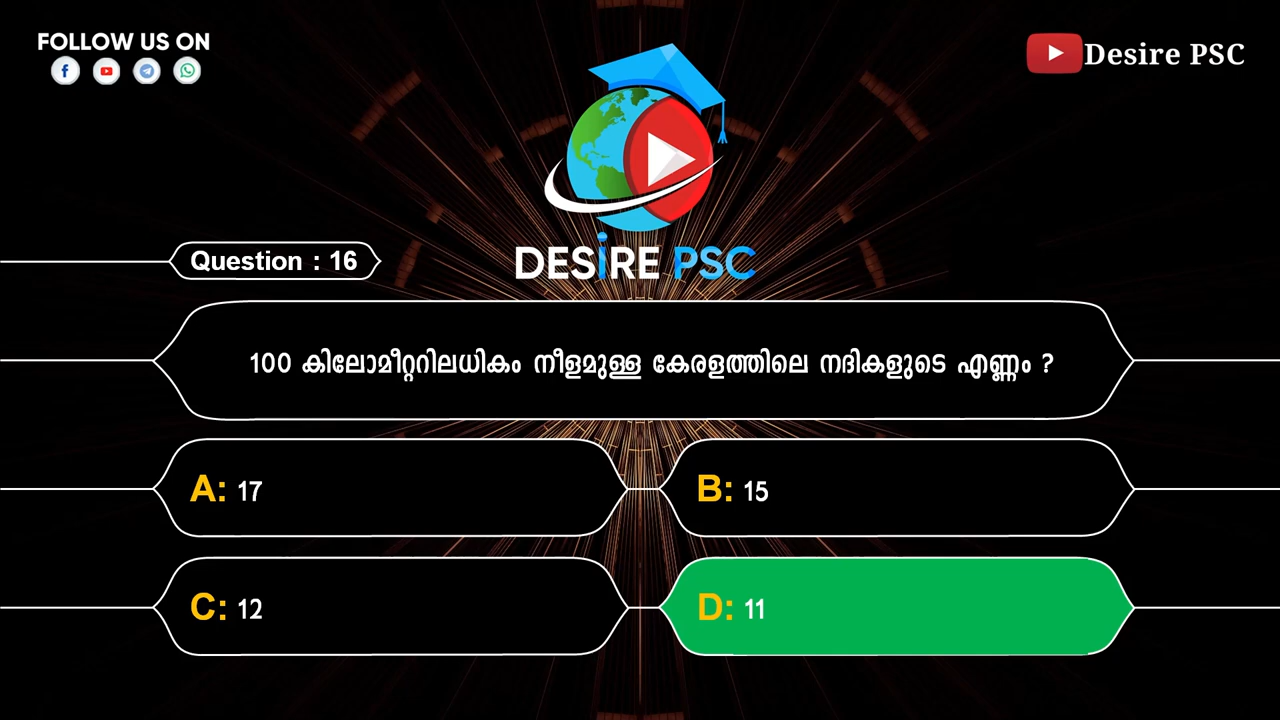 FOLLOW US ON
Desire PSC
DESIRE PSC
Question : 16
100 കിലോമീറ്ററിലധികം നീളമുള്ള കേരളത്തിലെ നദികളുടെ എണ്ണം ?
A: 17
B: 15
C: 12
D: 11